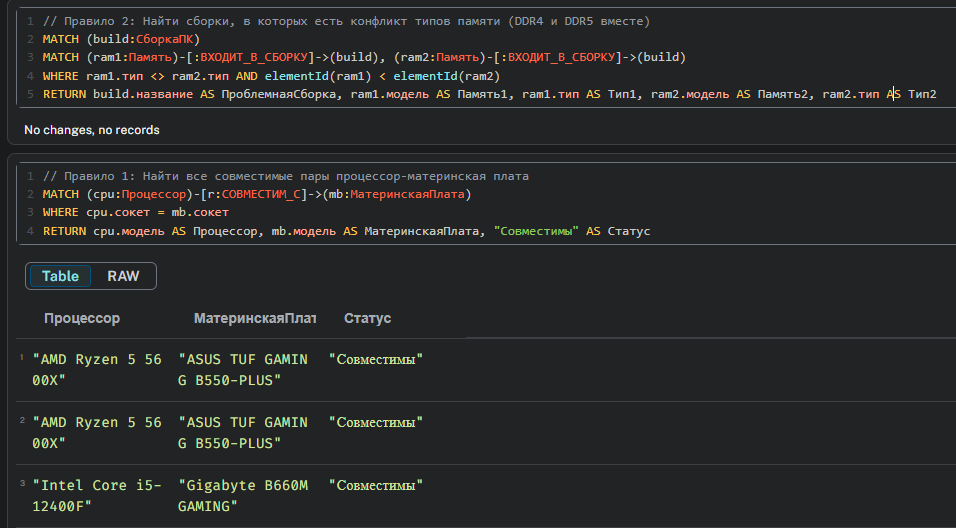 1 // Правило 2: Найти сборки, в которых есть конфликт типов памяти (DDR4 и DDR5 вместе)
2 MATCH (build:СборкаПК)
3 MATCH (ram1:Память)-[:ВХОДИТ_В_СБОРКУ]->(build), (ram2:Память)-[:ВХОДИТ_В_СБОРКУ]->(build)
4 WHERE ram1.тип <> ram2.тип AND elementId(ram1) < elementId(ram2)
5 RETURN build.название AS ПроблемнаяСборка, ram1.модель AS Память1, ram1.тип AS Тип1, ram2.модель AS Память2, ram2.тип AS Тип2
No changes, no records
1 // Правило 1: Найти все совместимые пары процессор-материнская плата
2 MATCH (cpu:Процессор)-[r:СОВМЕСТИМ_С]->(mb:МатеринскаяПлата)
3 WHERE cpu.сокет = mb.сокет
4 RETURN cpu.модель AS Процессор, mb.модель AS МатеринскаяПлата, "Совместимы" AS Статус
Table RAW
Процессор МатеринскаяПлат Статус
1 "AMD Ryzen 5 56 "ASUS TUF GAMIN "Совместимы"
00X" G B550-PLUS"
2 "AMD Ryzen 5 56 "ASUS TUF GAMIN "Совместимы"
00X" G B550-PLUS"
3 "Intel Core i5- "Gigabyte B660M "Совместимы"
12400F" GAMING"